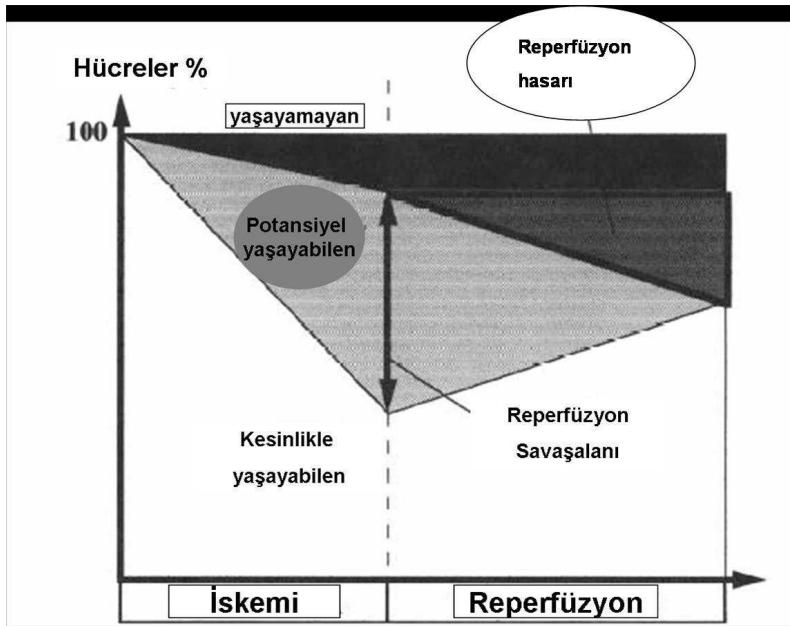 Reperfüzyon
hasarı
Hücreler %
yaşayamayan
100
Potansiyel
yaşayabilen
Reperfüzyon
Savaşalanı
Kesinlikle
yaşayabilen
İskemi
Reperfüzyon